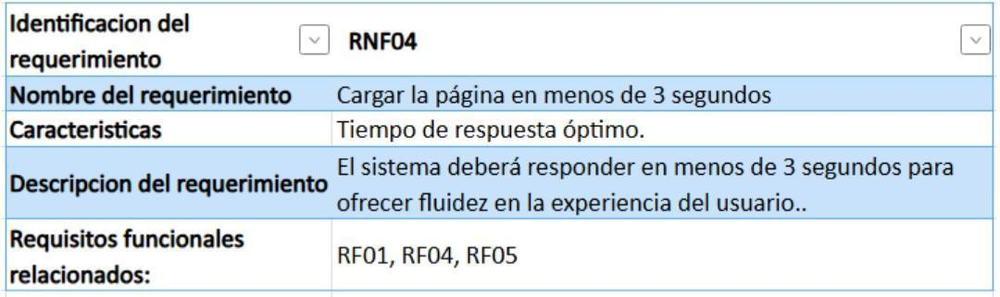 Identificacion del
requerimiento
RNF04
Nombre del requerimiento
Cargar la página en menos de 3 segundos
Caracteristicas
Tiempo de respuesta óptimo.
Descripcion del requerimiento
El sistema deberá responder en menos de 3 segundos para
ofrecer fluidez en la experiencia del usuario..
Requisitos funcionales
relacionados:
RF01, RF04, RF05